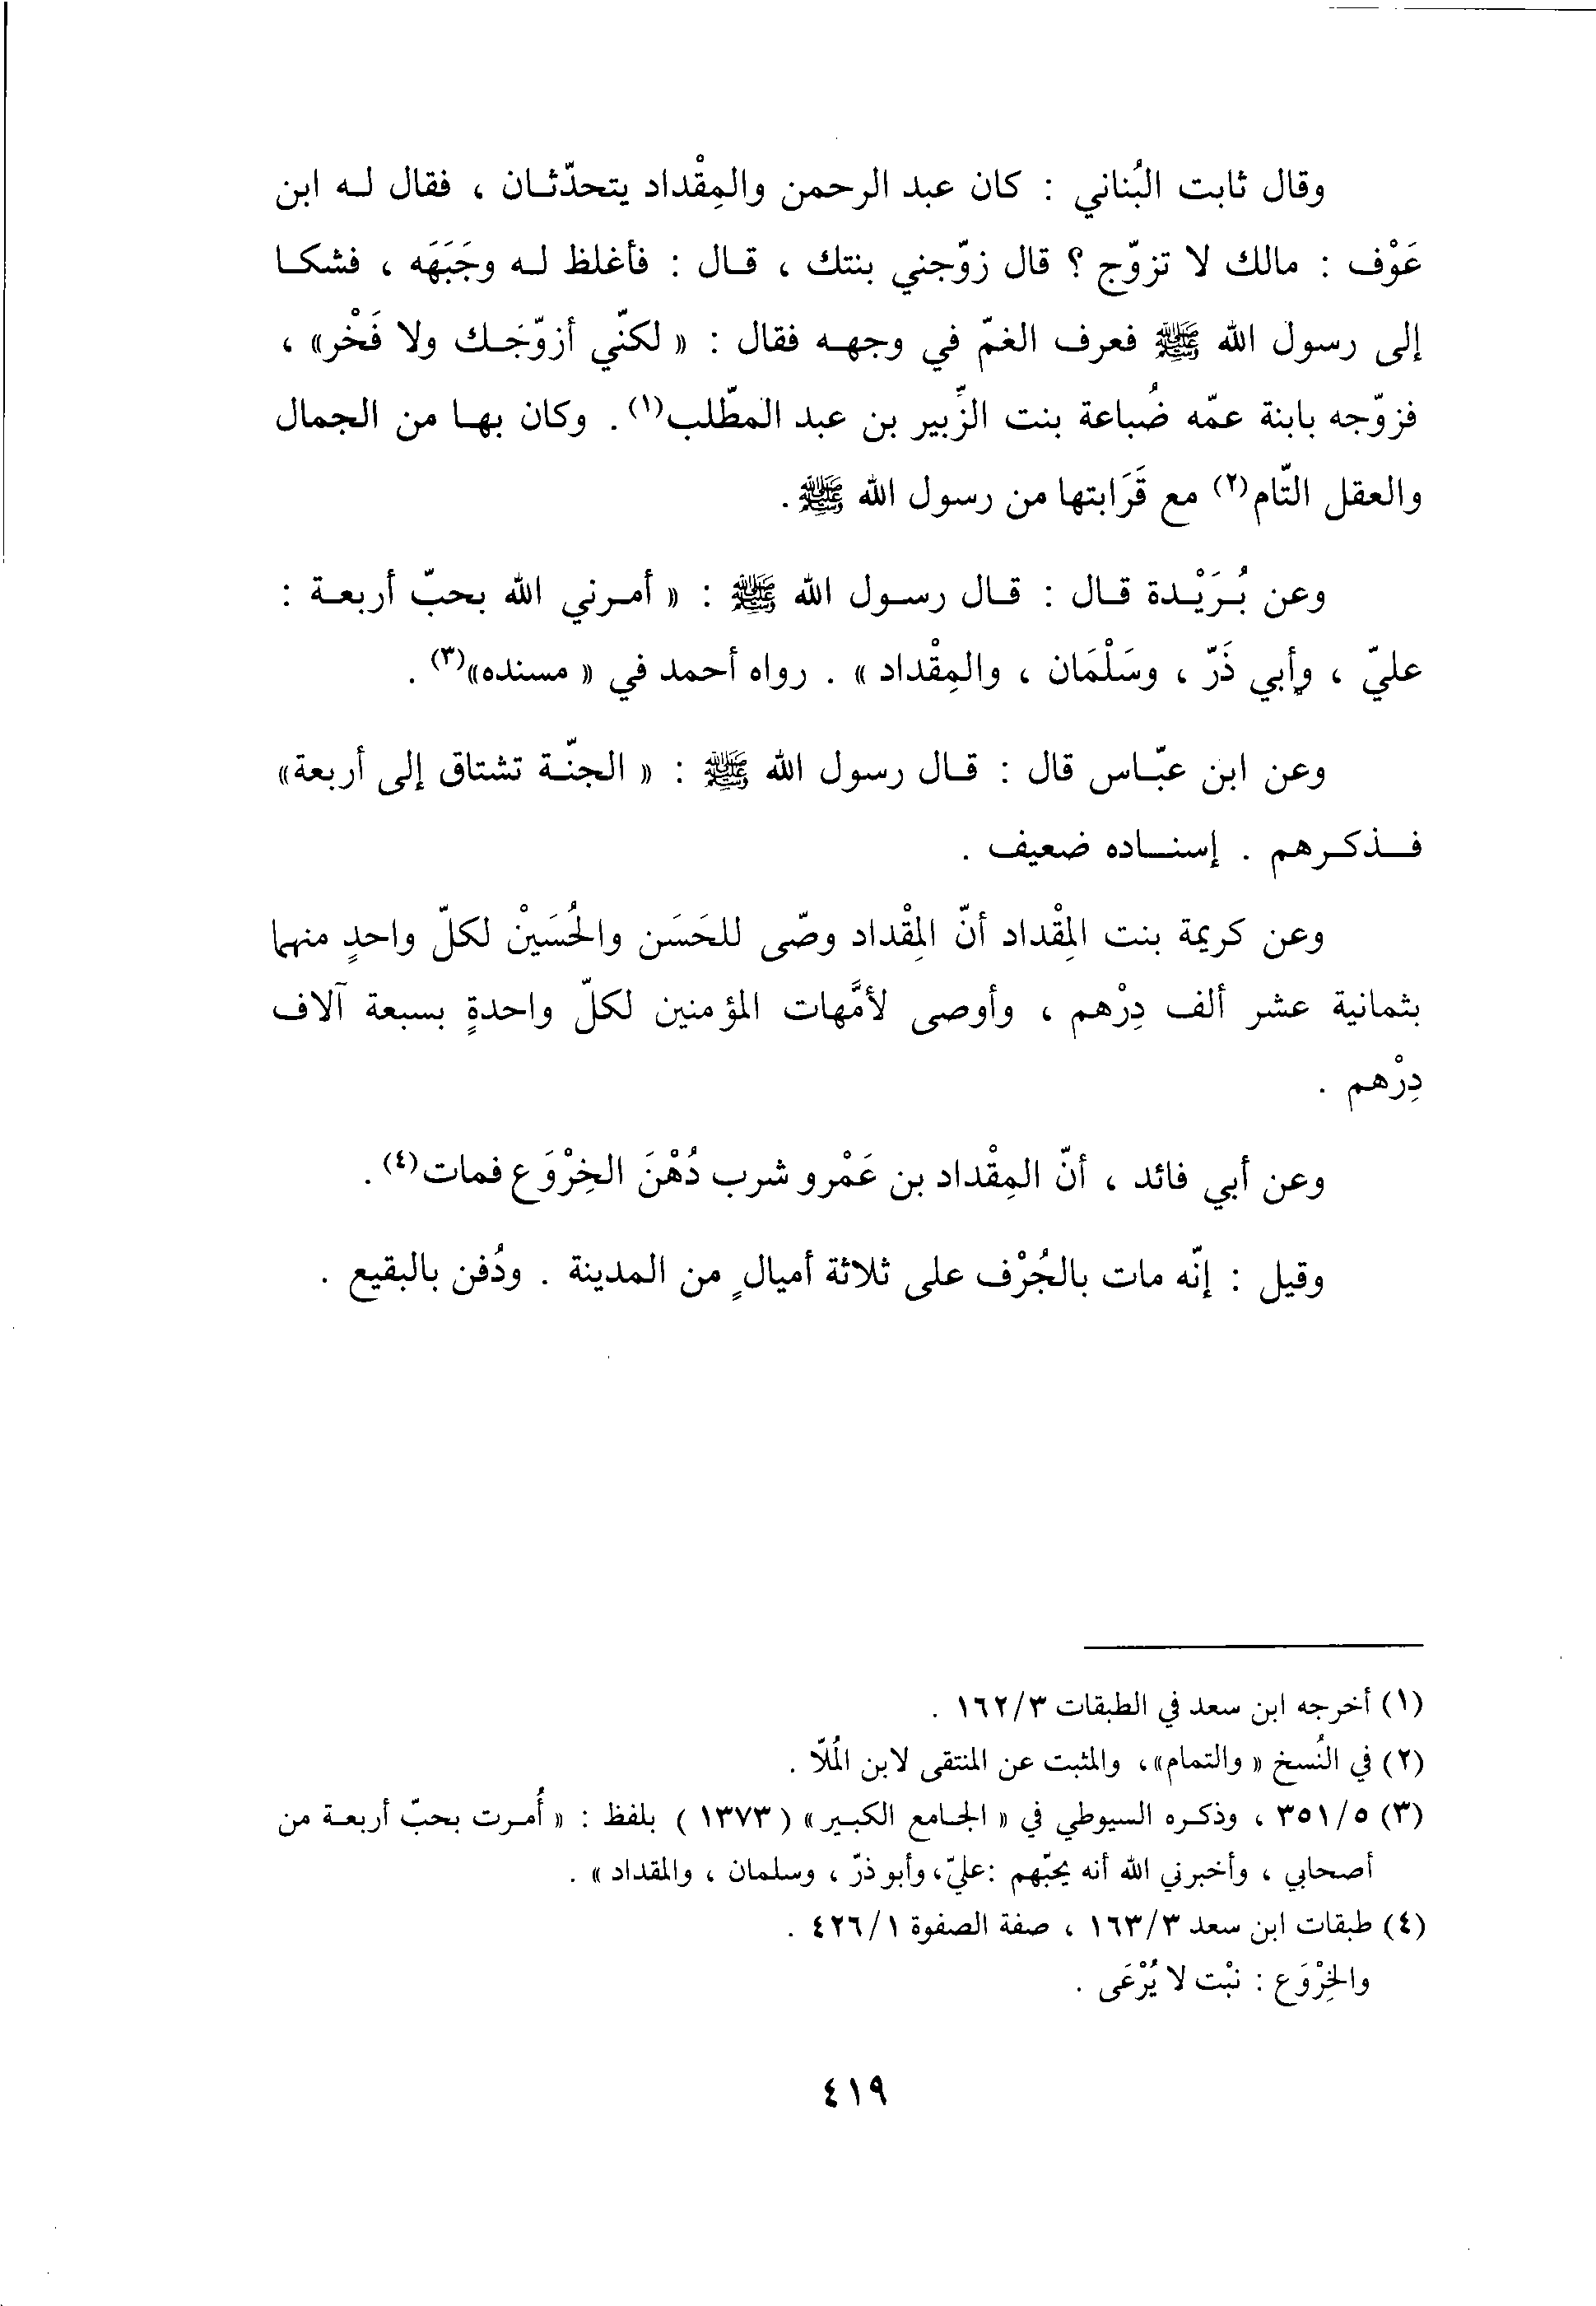 وقال ثابت البُناني : كان عبد الرحمن والمِقْداد يتحدّثان ، فقال له ابن
عَوْف : مالك لا تزوّج ؟ قال زوّجني بنتك ، قال : فأغلظ له وجَبَهَه ، فشكا
إلى رسول الله ﷺ فعرف الغمّ في وجهه فقال : « لكنّي أزوّجَك ولا فَخْر» ،
فزوّجه بابنة عمّه ضُباعة بنت الزُّبير بن عبد المطّلب(١) . وكان بها من الجمال
والعقل التّام(٢) مع قَرَابتها من رسول الله ﷺ .
وعن بُرَيْدة قال : قال رسول الله ﷺ : « أمرني الله بحبّ أربعة :
عليّ ، وأبي ذَرّ ، وسَلْمَان ، والمِقْداد » . رواه أحمد في « مسنده»(٣) .
وعن ابن عبّاس قال : قال رسول الله ﷺ : « الجنّة تشتاق إلى أربعة»
فذكرهم . إسناده ضعيف .
وعن كريمة بنت المِقْداد أنّ المِقْداد وصّى للحَسَن والحُسَيْن لكلّ واحدٍ منهما
بثمانية عشر ألف دِرْهم ، وأوصى لأمَّهات المؤمنين لكلّ واحدةٍ بسبعة آلاف
دِرْهم .
وعن أبي فائد ، أنّ المِقْداد بن عَمْرو شرب دُهْنَ الخِرْوَع فمات(٤) .
وقيل : إنّه مات بالجُرْف على ثلاثة أميالٍ من المدينة . ودُفن بالبقيع .
(١) أخرجه ابن سعد في الطبقات ١٦٢/٣ .
(٢) في النُسخ « والتمام»، والمثبت عن المنتقى لابن المُلّا .
(٣) ٣٥١/٥ ، وذكره السيوطي في « الجامع الكبير» ( ١٣٧٣ ) بلفظ : « أُمرت بحبّ أربعة من
أصحابي ، وأخبرني الله أنه يحبّهم :عليّ، وأبو ذرّ ، وسلمان ، والمقداد » .
(٤) طبقات ابن سعد ١٦٣/٣ ، صفة الصفوة ٤٢٦/١ .
والخِرْوَع : نبْت لا يُرْعَى .
٤١٩